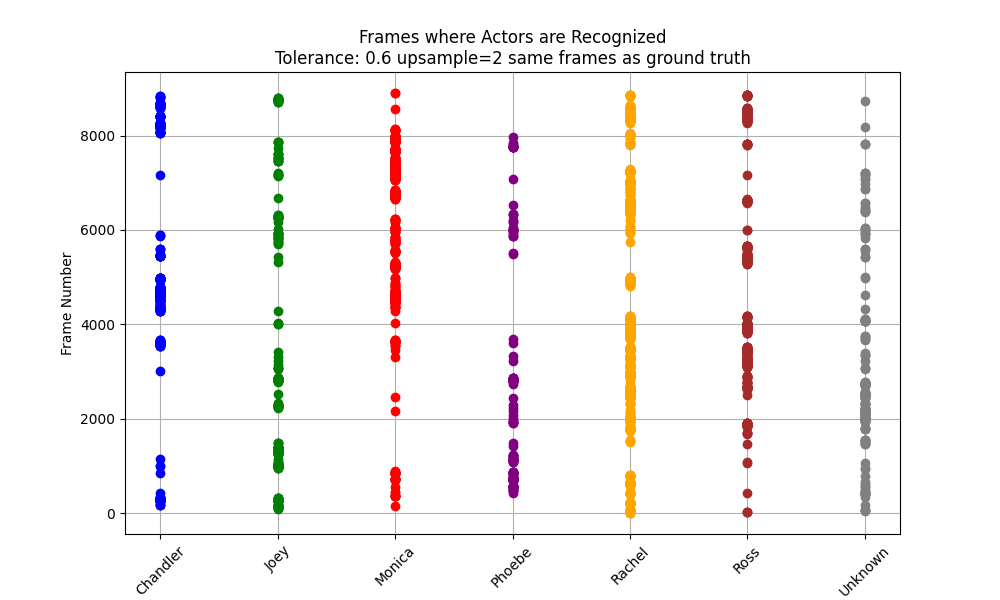 Frames where Actors are Recognized
Tolerance: 0.6 upsample=2 same frames as ground truth
8000
6000
4000
2000
0
Frame Number
Chandler
Joey
Monica
Phoebe
Rachel
Ross
Unknown